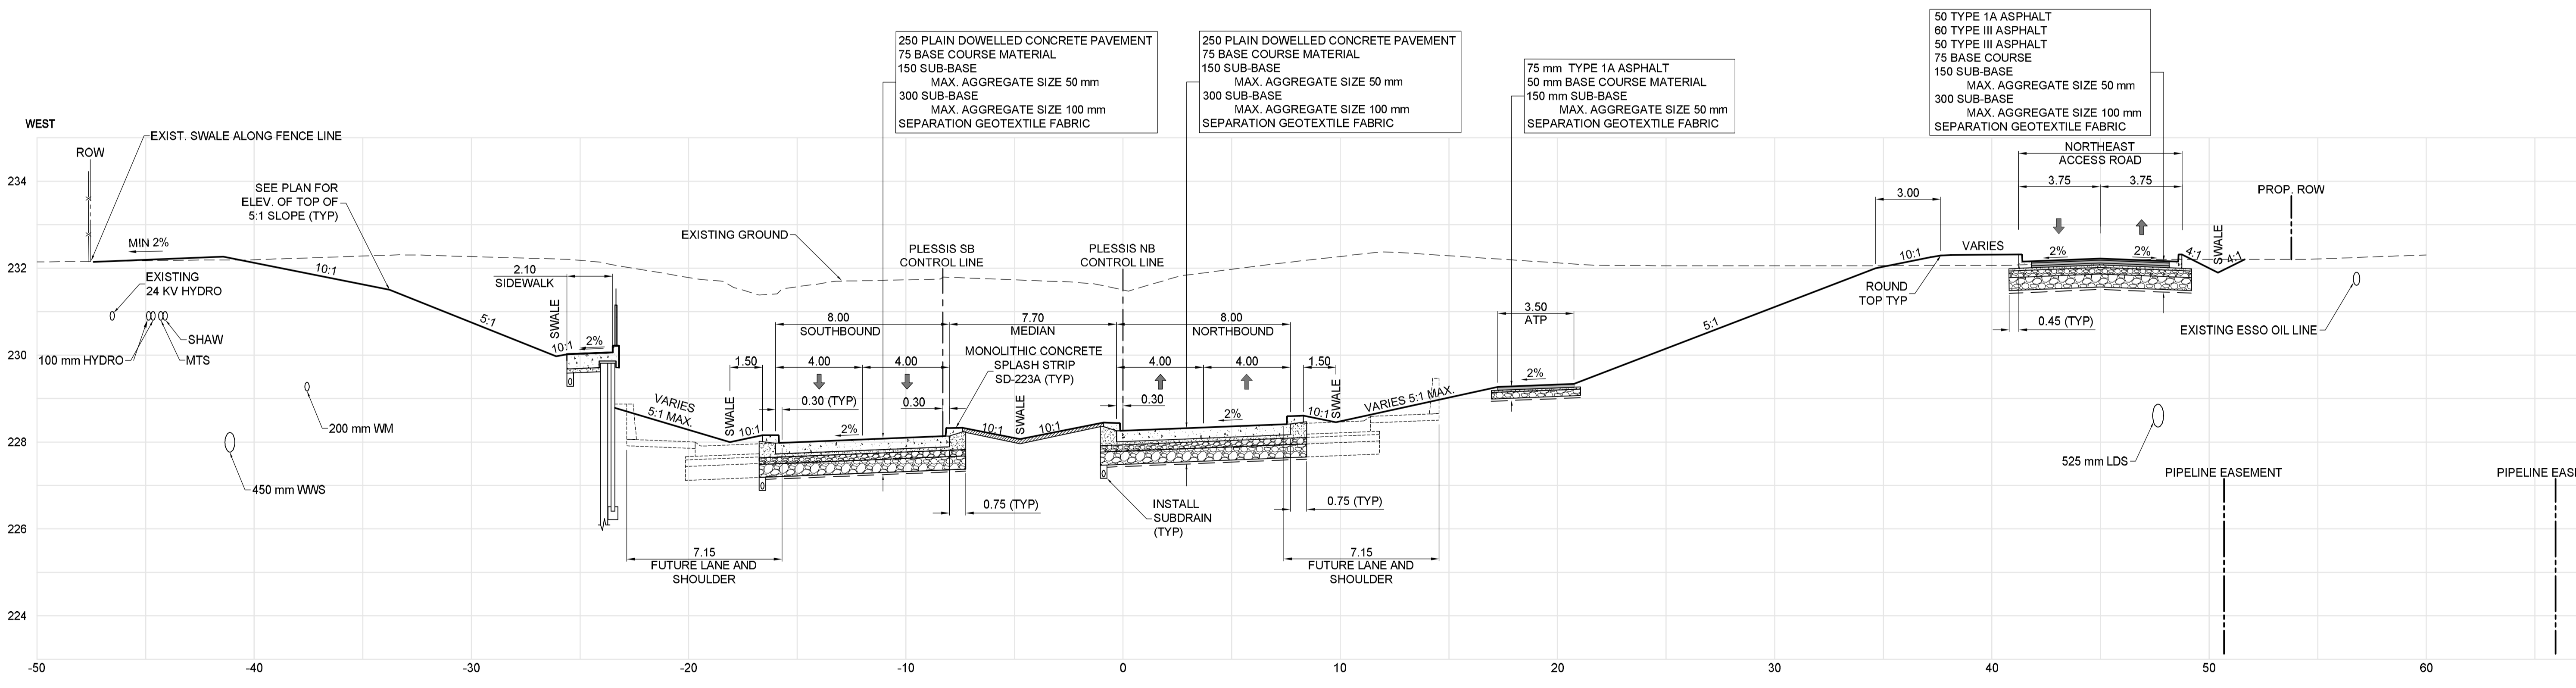 50 TYPE 1A ASPHALT
60 TYPE III ASPHALT
50 TYPE III ASPHALT
75 BASE COURSE
150 SUB-BASE
MAX. AGGREGATE SIZE 50 mm
300 SUB-BASE
MAX. AGGREGATE SIZE 100 mm
SEPARATION GEOTEXTILE FABRIC
250 PLAIN DOWELLED CONCRETE PAVEMENT
75 BASE COURSE MATERIAL
150 SUB-BASE
MAX. AGGREGATE SIZE 50 mm
300 SUB-BASE
MAX. AGGREGATE SIZE 100 mm
SEPARATION GEOTEXTILE FABRIC
250 PLAIN DOWELLED CONCRETE PAVEMENT
75 BASE COURSE MATERIAL
150 SUB-BASE
MAX. AGGREGATE SIZE 50 mm
300 SUB-BASE
MAX. AGGREGATE SIZE 100 mm
SEPARATION GEOTEXTILE FABRIC
75 mm TYPE 1A ASPHALT
50 mm BASE COURSE MATERIAL
150 mm SUB-BASE
MAX. AGGREGATE SIZE 50 mm
SEPARATION GEOTEXTILE FABRIC
WEST
EXIST. SWALE ALONG FENCE LINE
ROW
234
232
230
228
226
224
SEE PLAN FOR
ELEV. OF TOP OF
5:1 SLOPE (TYP)
MIN 2%
EXISTING
24 KV HYDRO
SHAW
100 mm HYDRO
MTS
200 mm WM
450 mm WWS
10:1
5:1
2.10
SIDEWALK
SWALE
10:1
2%
EXISTING GROUND
PLESSIS SB
CONTROL LINE
PLESSIS NB
CONTROL LINE
8.00
SOUTHBOUND
7.70
MEDIAN
8.00
NORTHBOUND
MONOLITHIC CONCRETE
SPLASH STRIP
SD-223A (TYP)
1.50
4.00
4.00
4.00
4.00
1.50
0.30 (TYP)
0.30
0.30
VARIES
5:1 MAX.
SWALE
10:1
2%
10:1
SWALE
10:1
2%
10:1
SWALE
VARIES 5:1 MAX.
0.75 (TYP)
INSTALL
SUBDRAIN
(TYP)
0.75 (TYP)
7.15
FUTURE LANE AND
SHOULDER
7.15
FUTURE LANE AND
SHOULDER
3.50
ATP
2%
5:1
3.00
10:1
VARIES
ROUND
TOP TYP
NORTHEAST
ACCESS ROAD
3.75
3.75
2%
2%
4:1
SWALE
4:1
0.45 (TYP)
PROP. ROW
EXISTING ESSO OIL LINE
525 mm LDS
PIPELINE EASEMENT
PIPELINE EASE
-50
-40
-30
-20
-10
0
10
20
30
40
50
60